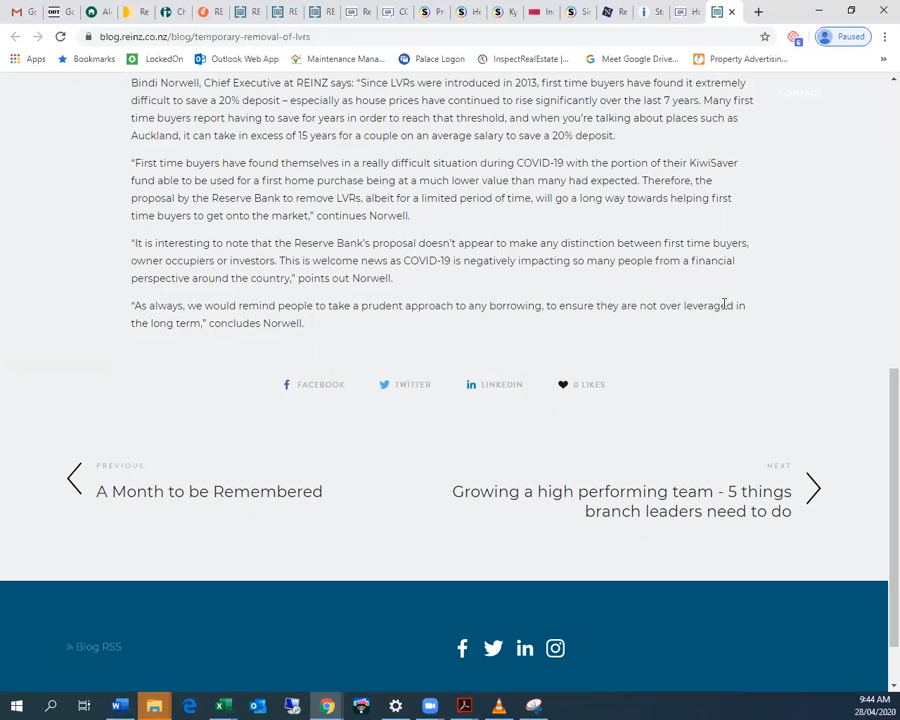 Paused
blog.reinz.co.nz/blog/temporary-removal-of-lvrs
Apps Bookmarks LockedOn Outlook Web App Maintenance Mana... Palace Logon InspectRealEstate |... Meet Google Drive... Property Advertisin...
Bindi Norwell, Chief Executive at REINZ says: “Since LVRs were introduced in 2013, first time buyers have found it extremely
CONTACT
difficult to save a 20% deposit – especially as house prices have continued to rise significantly over the last 7 years. Many first
time buyers report having to save for years in order to reach that threshold, and when you’re talking about places such as
Auckland, it can take in excess of 15 years for a couple on an average salary to save a 20% deposit.
“First time buyers have found themselves in a really difficult situation during COVID-19 with the portion of their KiwiSaver
fund able to be used for a first home purchase being at a much lower value than many had expected. Therefore, the
proposal by the Reserve Bank to remove LVRs, albeit for a limited period of time, will go a long way towards helping first
time buyers to get onto the market,” continues Norwell.
“It is interesting to note that the Reserve Bank’s proposal doesn’t appear to make any distinction between first time buyers,
owner occupiers or investors. This is welcome news as COVID-19 is negatively impacting so many people from a financial
perspective around the country,” points out Norwell.
“As always, we would remind people to take a prudent approach to any borrowing, to ensure they are not over leveraged in
the long term,” concludes Norwell.
FACEBOOK TWITTER LINKEDIN 0 LIKES
PREVIOUS
A Month to be Remembered
NEXT
Growing a high performing team - 5 things
branch leaders need to do
Blog RSS
9:44 AM
28/04/2020